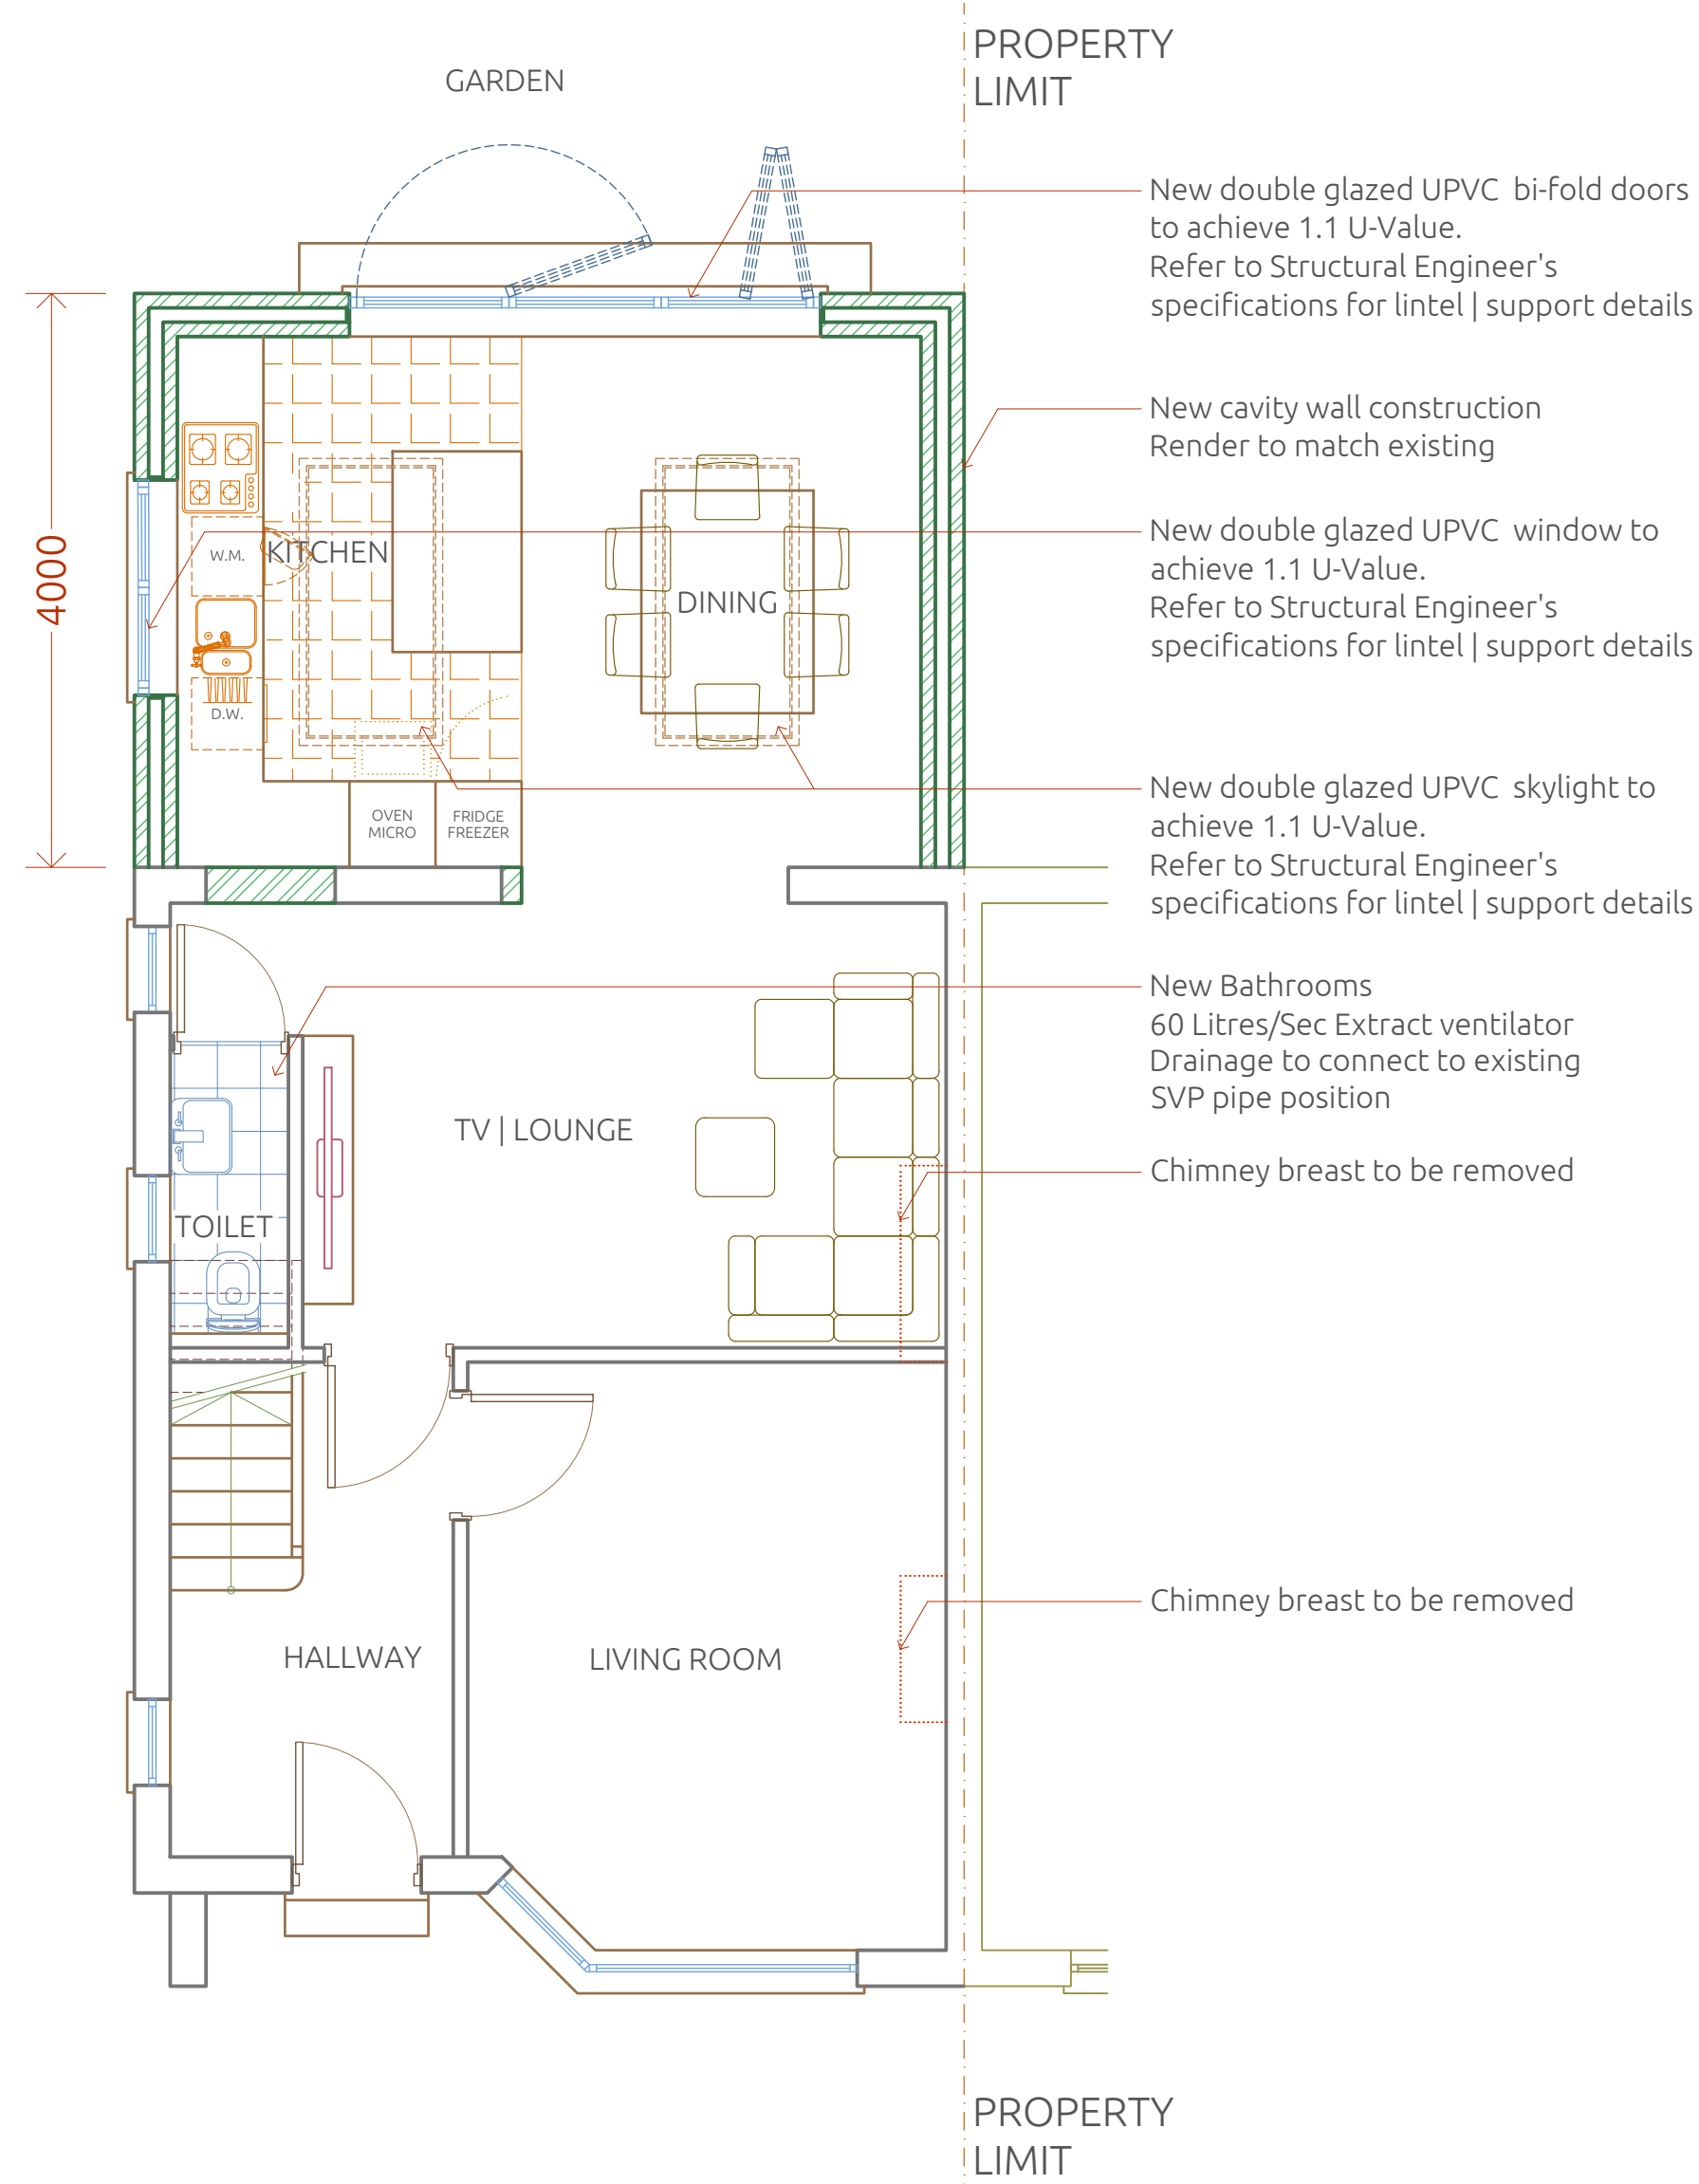 PROPERTY
LIMIT
GARDEN
New double glazed UPVC  bi-fold doors
to achieve 1.1 U-Value.
Refer to Structural Engineer's
specifications for lintel | support details
New cavity wall construction
Render to match existing
4000
W.M.
KITCHEN
DINING
New double glazed UPVC  window to
achieve 1.1 U-Value.
Refer to Structural Engineer's
specifications for lintel | support details
D.W.
OVEN
MICRO
FRIDGE
FREEZER
New double glazed UPVC  skylight to
achieve 1.1 U-Value.
Refer to Structural Engineer's
specifications for lintel | support details
New Bathrooms
60 Litres/Sec Extract ventilator
Drainage to connect to existing
SVP pipe position
TV | LOUNGE
Chimney breast to be removed
TOILET
Chimney breast to be removed
HALLWAY
LIVING ROOM
PROPERTY
LIMIT